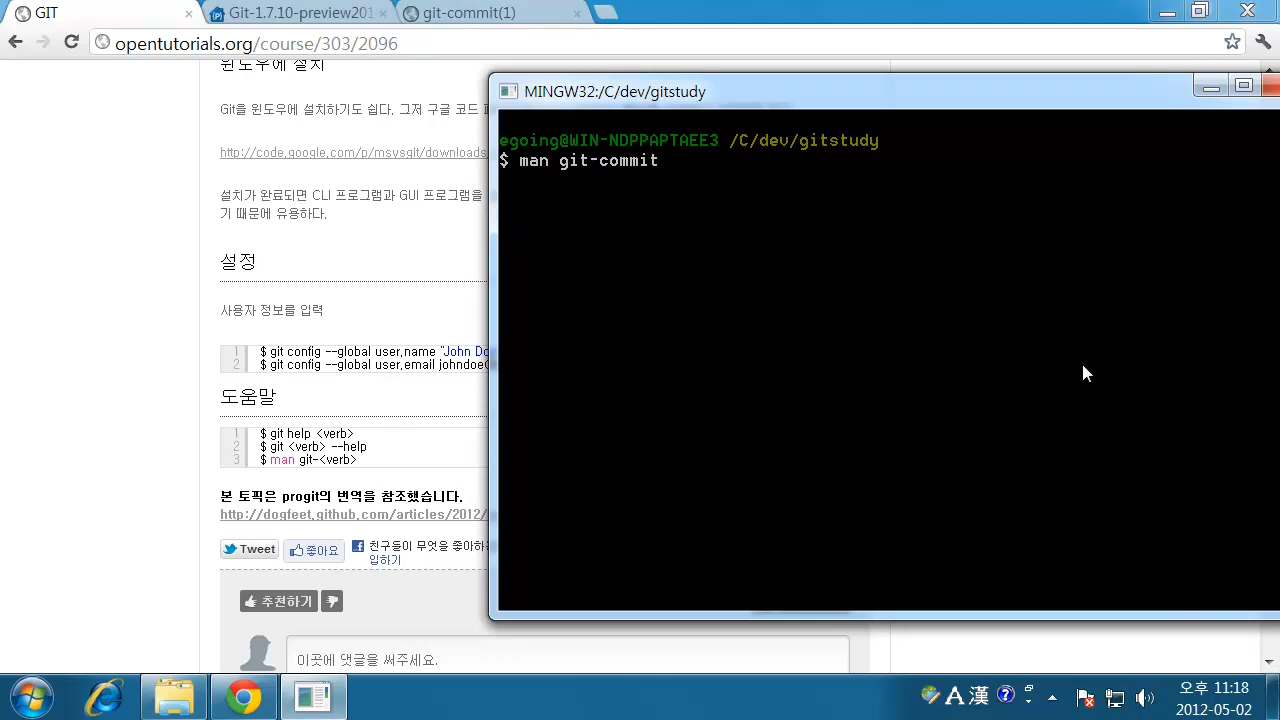 GIT
Git-1.7.10-preview201
git-commit(1)
opentutorials.org/course/303/2096
윈도우에 설치
Git을 윈도우에 설치하기도 쉽다. 그저 구글 코드
http://code.google.com/p/msysgit/downloads
설치가 완료되면 CLI 프로그램과 GUI 프로그램을
기 때문에 유용하다.
설정
사용자 정보를 입력
1 $ git config --global user.name "John Do
2 $ git config --global user.email johndoe
도움말
1 $ git help <verb>
2 $ git <verb> --help
3 $ man git-<verb>
본 토픽은 progit의 번역을 참조했습니다.
http://dogfeet.github.com/articles/2012/
Tweet
좋아요
친구들이 무엇을 좋아하
입하기
추천하기
이곳에 댓글을 써주세요.
MINGW32:/C/dev/gitstudy
egoing@WIN-NDPPAPTAEE3 /C/dev/gitstudy
$ man git-commit
A 漢
오후 11:18
2012-05-02